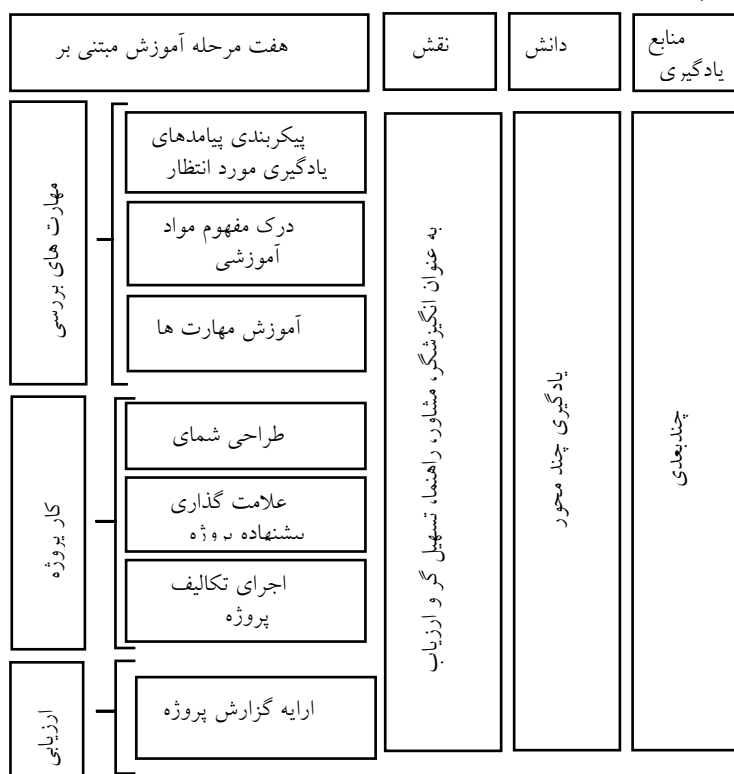 منابع
یادگیری
دانش
نقش
هفت مرحله آموزش مبتنی بر
مهارت های بررسی
پیکربندی پیامدهای
یادگیری مورد انتظار
درک مفهوم مواد
آموزشی
آموزش مهارت ها
کار پروژه
طراحی شمای
علامت گذاری
پیشنهاده پروژه
اجرای تکالیف
پروژه
ارزیابی
ارایه گزارش پروژه
به عنوان انگیزشگر، مشاور، راهنما، تسهیل گر و ارزیاب
یادگیری چند محور
چندبعدی